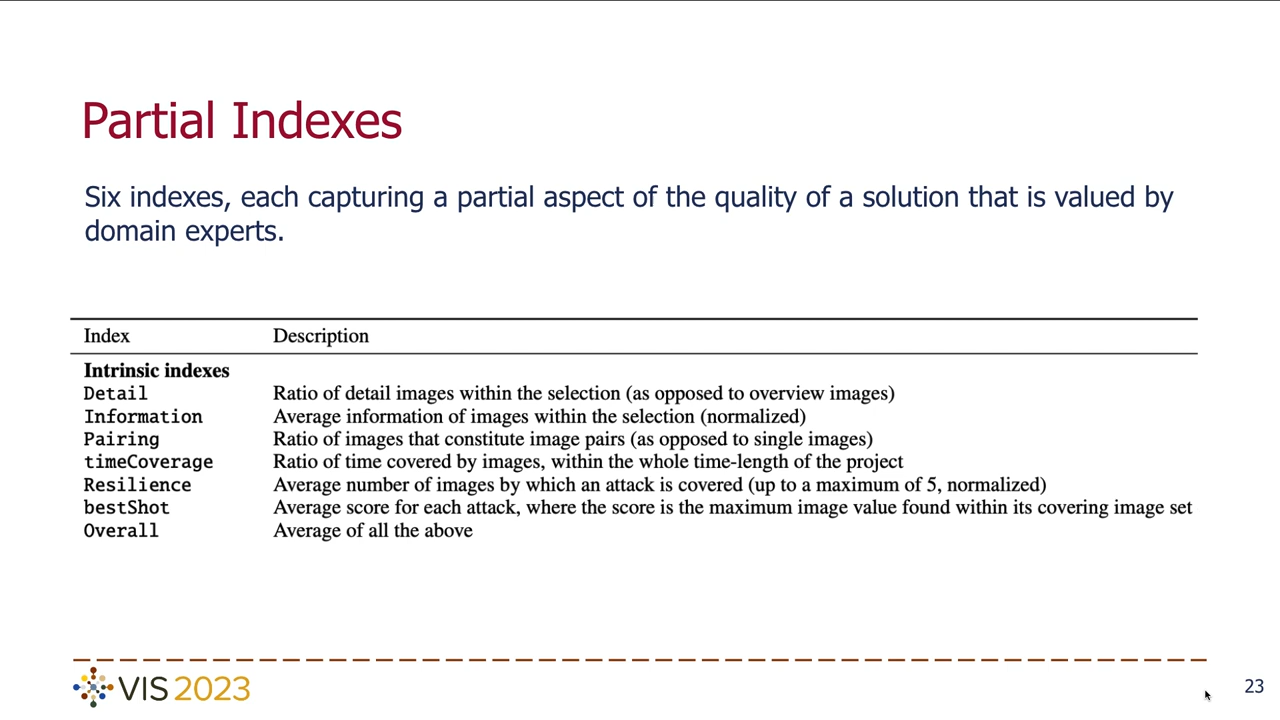 Partial Indexes
Six indexes, each capturing a partial aspect of the quality of a solution that is valued by
domain experts.
Index Description
Intrinsic indexes
Detail Ratio of detail images within the selection (as opposed to overview images)
Information Average information of images within the selection (normalized)
Pairing Ratio of images that constitute image pairs (as opposed to single images)
timeCoverage Ratio of time covered by images, within the whole time-length of the project
Resilience Average number of images by which an attack is covered (up to a maximum of 5, normalized)
bestShot Average score for each attack, where the score is the maximum image value found within its covering image set
Overall Average of all the above
VIS 2023
23